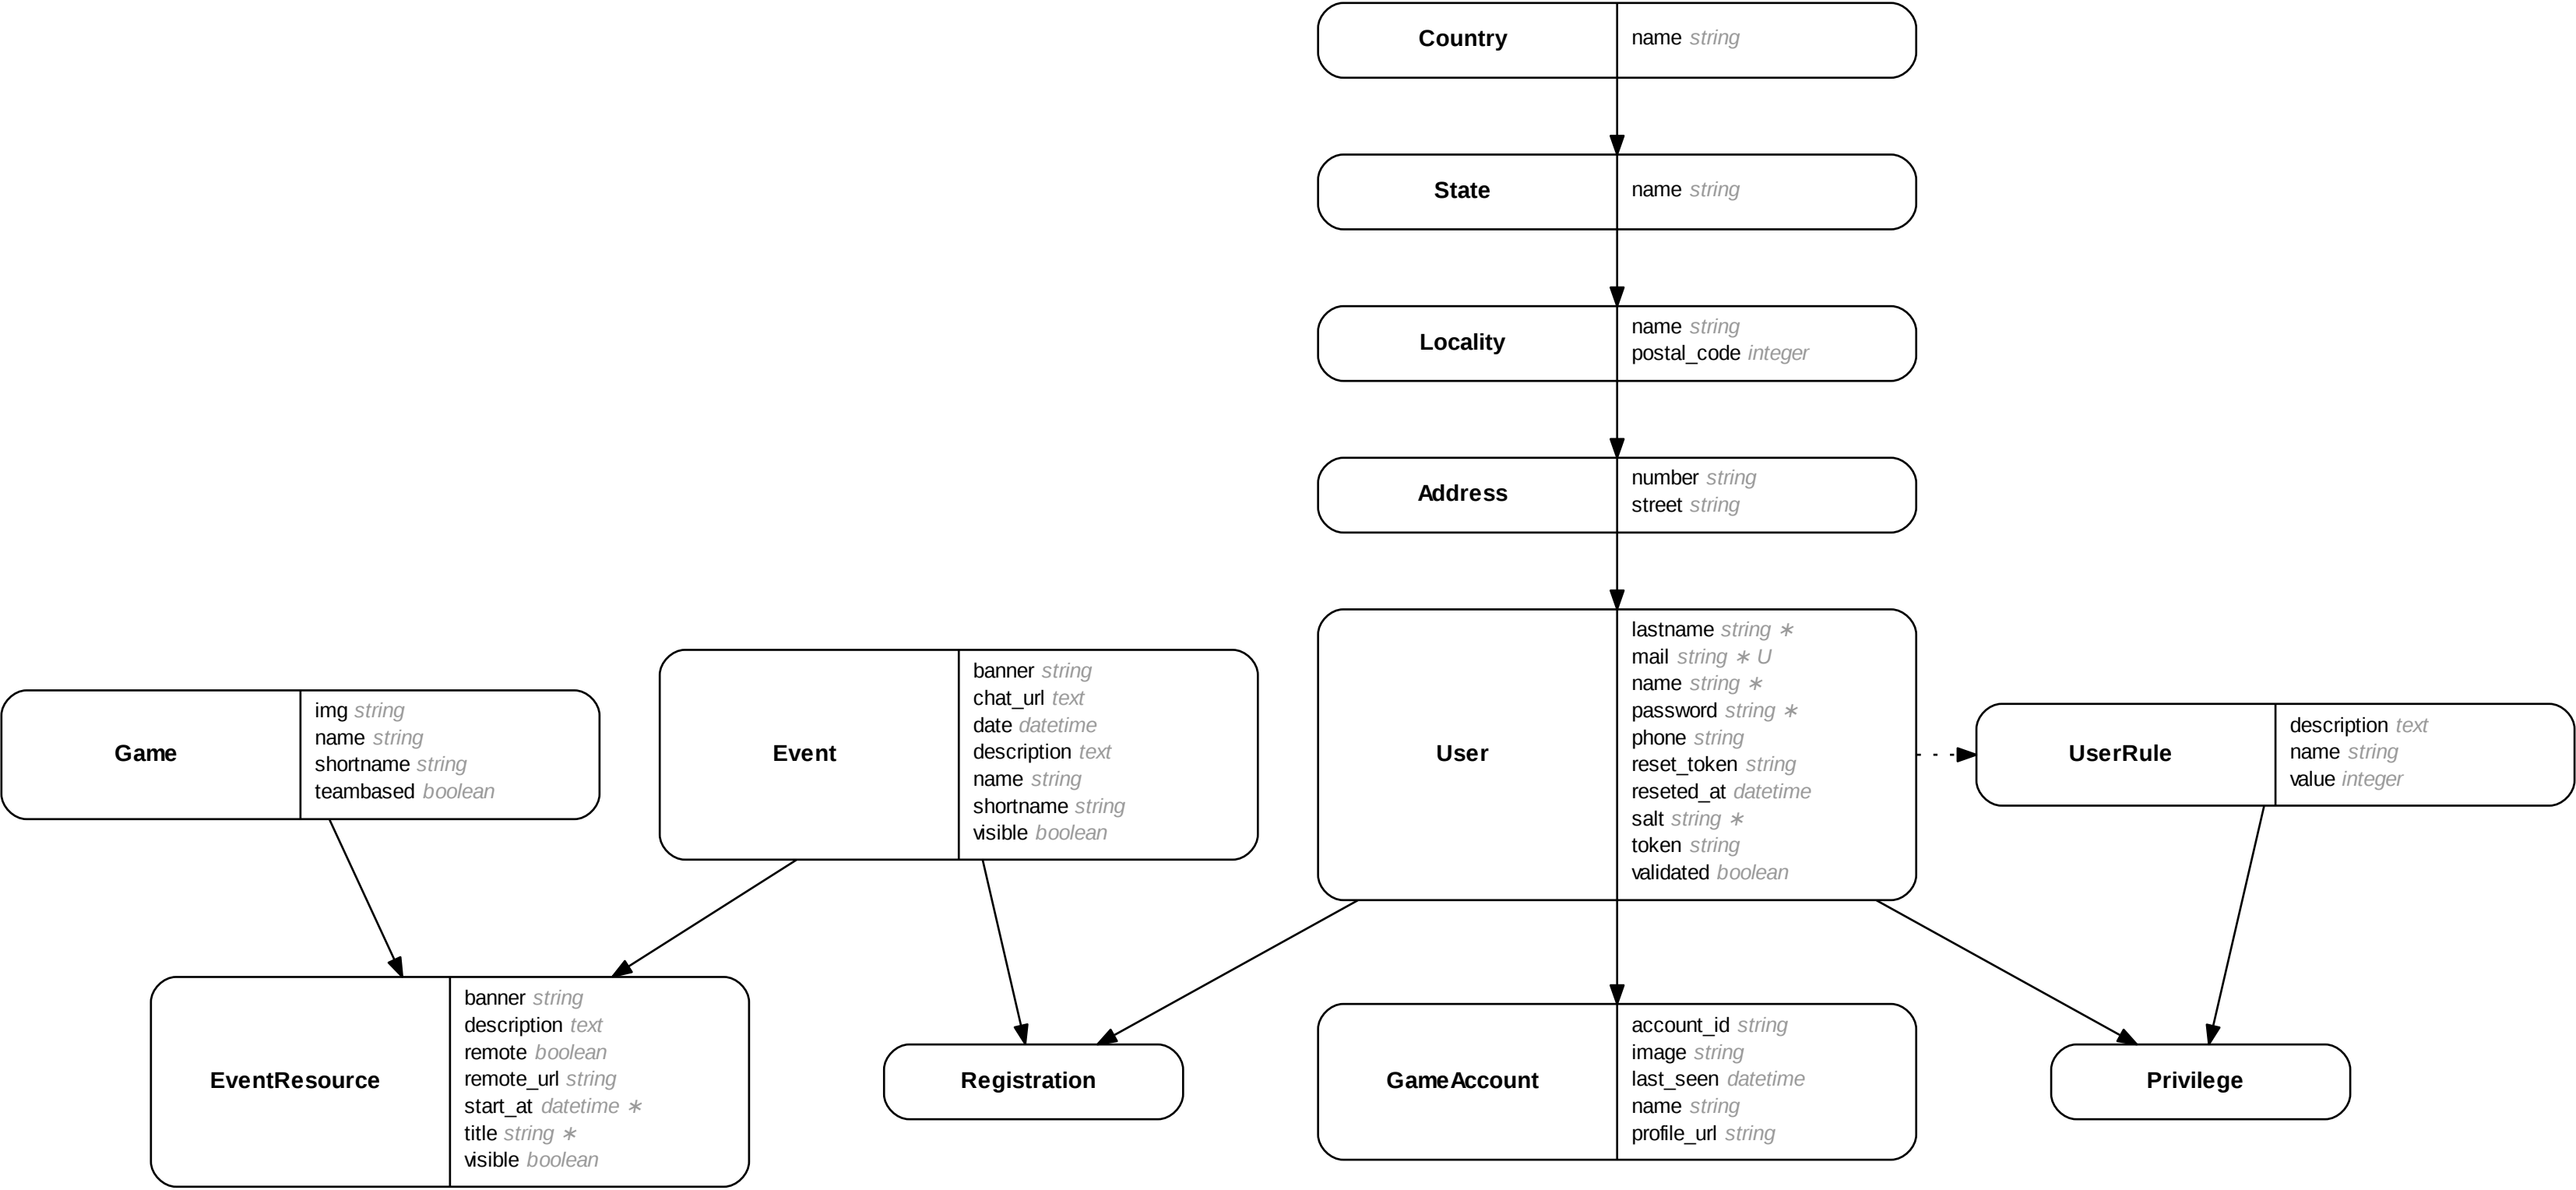 Country
name string
State
name string
Locality
name string
postal_code integer
Address
number string
street string
User
lastname string ∗
mail string ∗ U
name string ∗
password string ∗
phone string
reset_token string
reseted_at datetime
salt string ∗
token string
validated boolean
Game
img string
name string
shortname string
teambased boolean
Event
banner string
chat_url text
date datetime
description text
name string
shortname string
visible boolean
UserRule
description text
name string
value integer
EventResource
banner string
description text
remote boolean
remote_url string
start_at datetime ∗
title string ∗
visible boolean
Registration
GameAccount
account_id string
image string
last_seen datetime
name string
profile_url string
Privilege